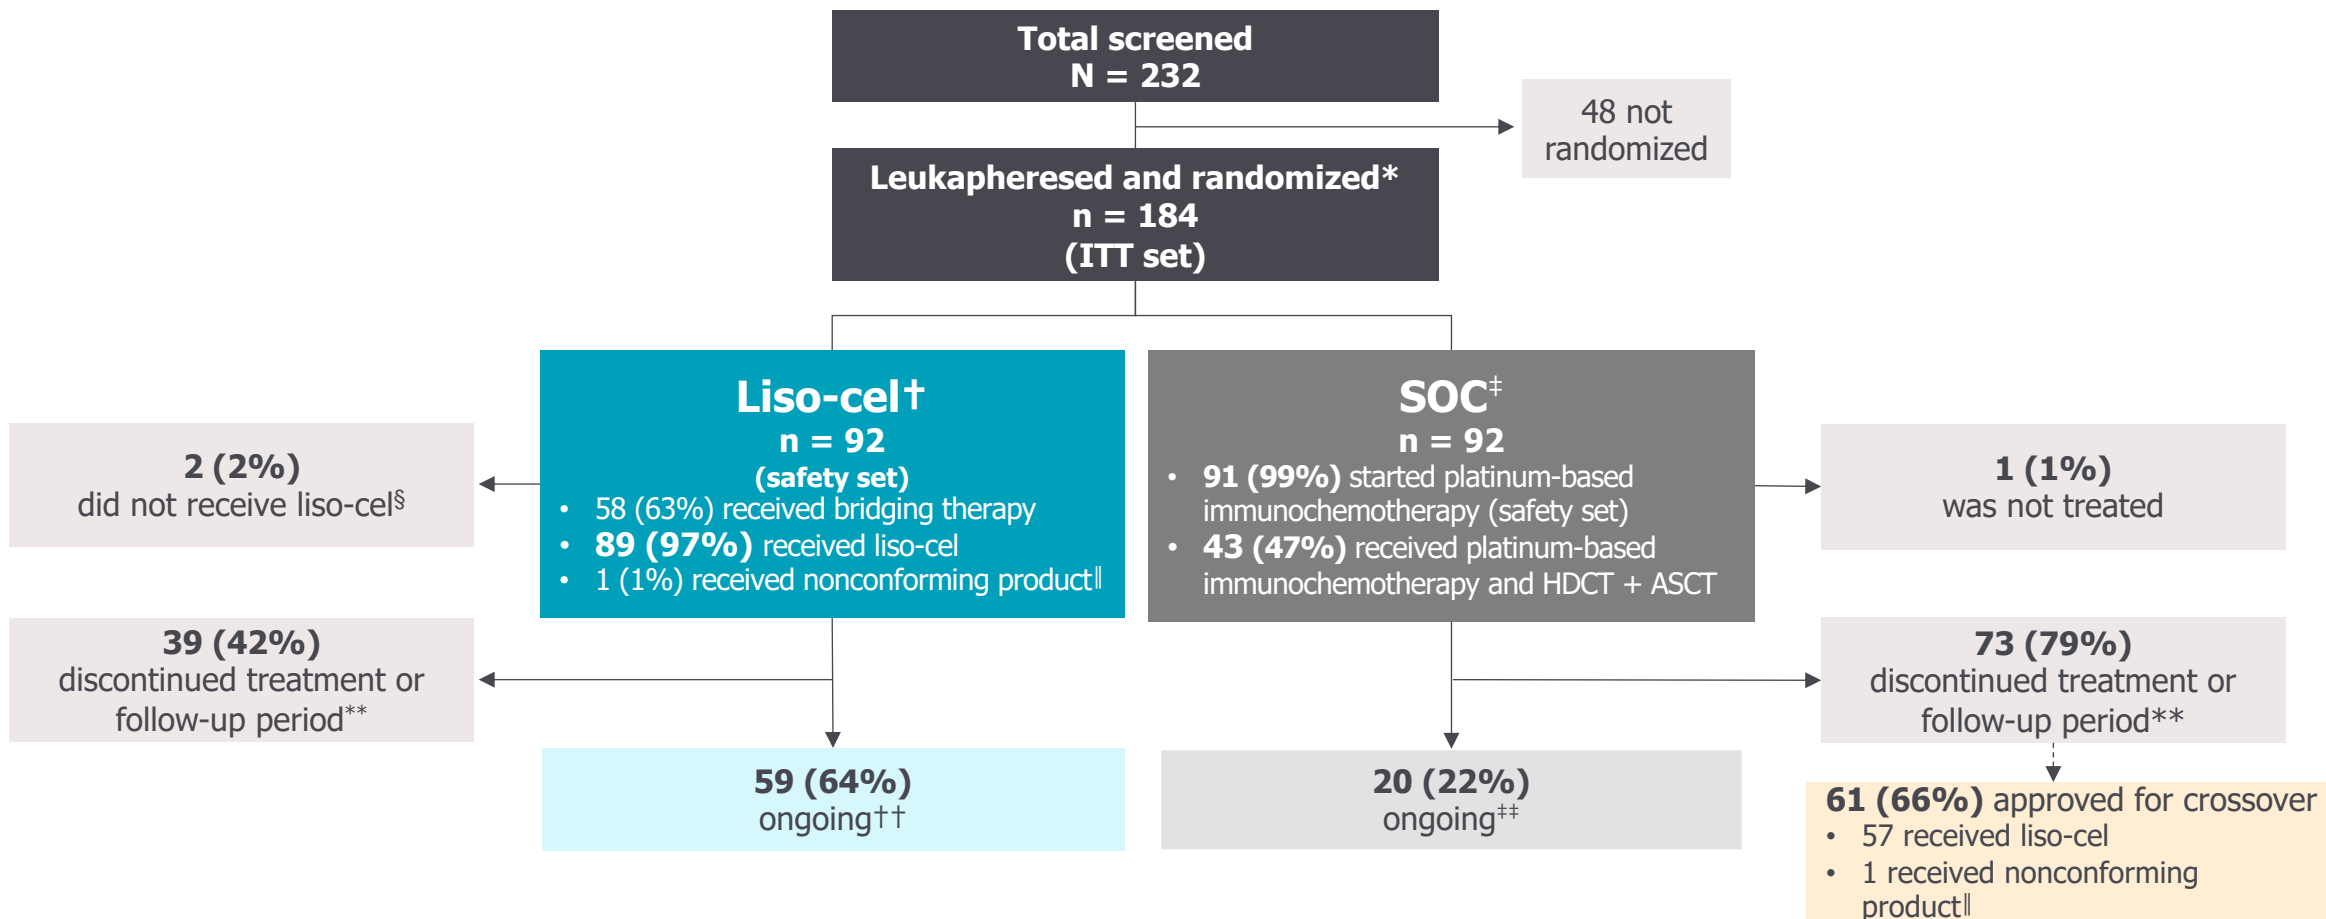 Total screened
N = 232
48 not
randomized
Leukapheresed and randomized*
n = 184
(ITT set)
Liso-cel†
n = 92
(safety set)
• 58 (63%) received bridging therapy
• 89 (97%) received liso-cel
• 1 (1%) received nonconforming product‖
SOC‡
n = 92
• 91 (99%) started platinum-based
immunochemotherapy (safety set)
• 43 (47%) received platinum-based
immunochemotherapy and HDCT + ASCT
2 (2%)
did not receive liso-cel§
1 (1%)
was not treated
39 (42%)
discontinued treatment or
follow-up period**
73 (79%)
discontinued treatment or
follow-up period**
59 (64%)
ongoing††
20 (22%)
ongoing‡‡
61 (66%) approved for crossover
• 57 received liso-cel
• 1 received nonconforming
product‖